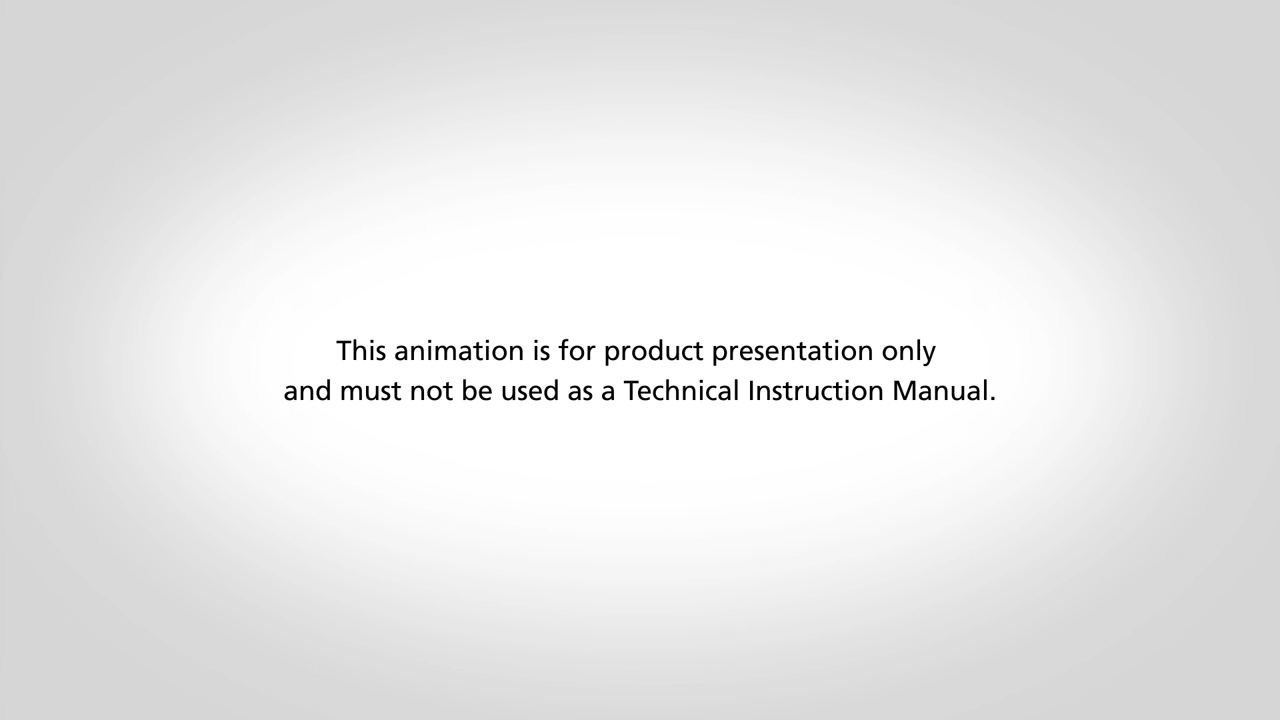 This animation is for product presentation only
and must not be used as a Technical Instruction Manual.